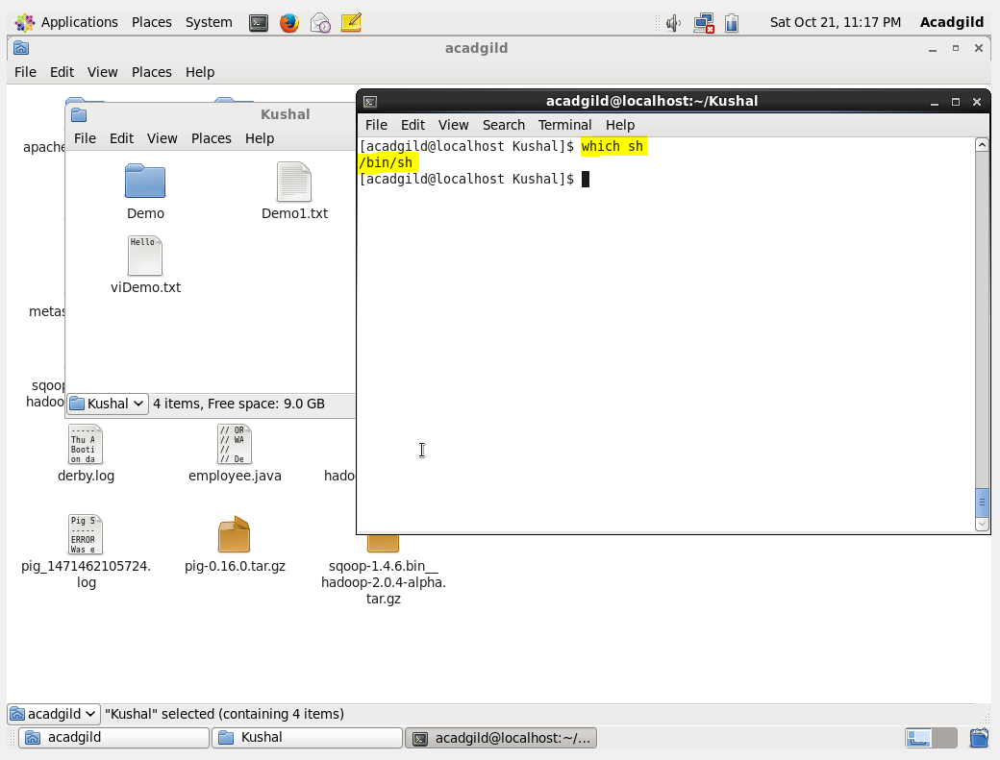 Applications Places System Sat Oct 21, 11:17 PM Acadgild
acadgild
File Edit View Places Help
apache
metas
sqoop
hadoo
Kushal
File Edit View Places Help
Demo
Demo1.txt
Hello
viDemo.txt
Kushal 4 items, Free space: 9.0 GB
acadgild@localhost:~/Kushal
File Edit View Search Terminal Help
[acadgild@localhost Kushal]$ which sh
/bin/sh
[acadgild@localhost Kushal]$
-----
Thu A
Booti
on da
derby.log
// OR
// WA
//
// De
employee.java
hado
Pig S
-----
ERROR
Was e
pig_1471462105724.
log
pig-0.16.0.tar.gz
sqoop-1.4.6.bin__
hadoop-2.0.4-alpha.
tar.gz
acadgild "Kushal" selected (containing 4 items)
acadgild Kushal acadgild@localhost:~/...